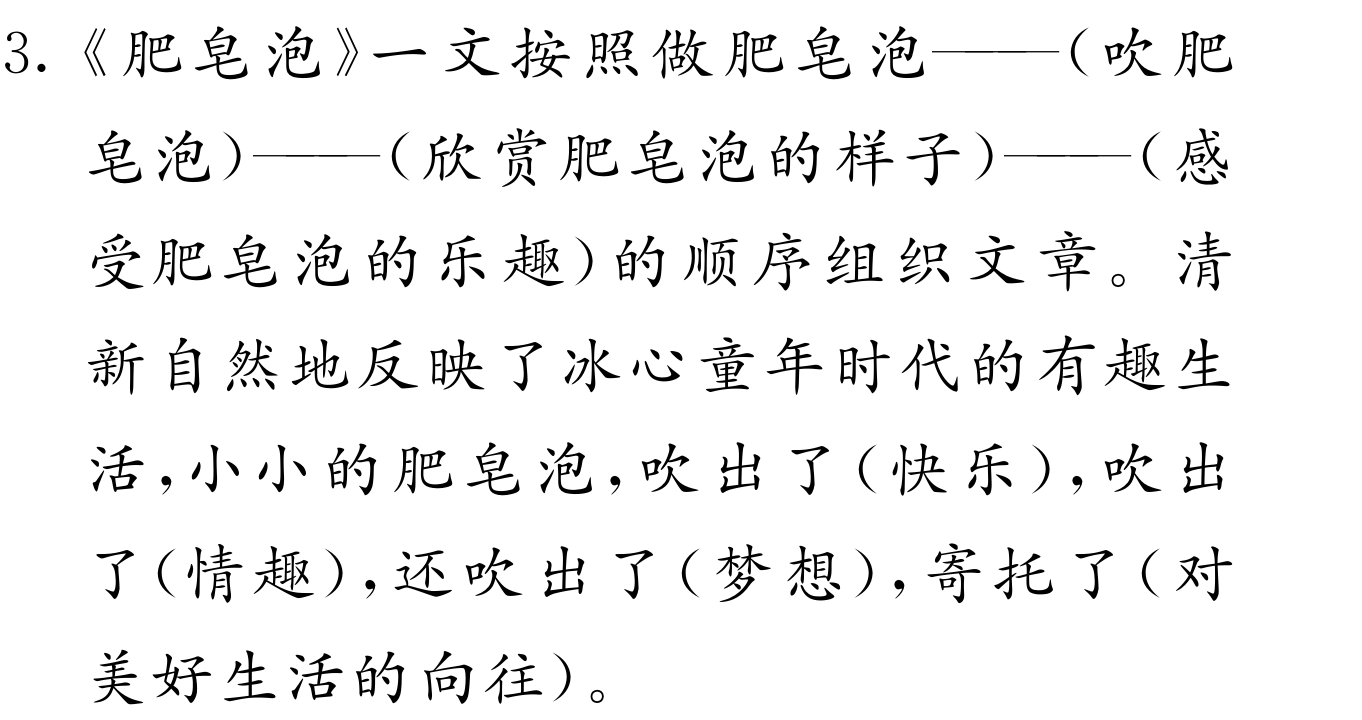 3.《肥皂泡》一文按照做肥皂泡——(吹肥
皂泡)——(欣赏肥皂泡的样子)——(感
受肥皂泡的乐趣)的顺序组织文章。清
新自然地反映了冰心童年时代的有趣生
活,小小的肥皂泡,吹出了(快乐),吹出
了(情趣),还吹出了(梦想),寄托了(对
美好生活的向往)。